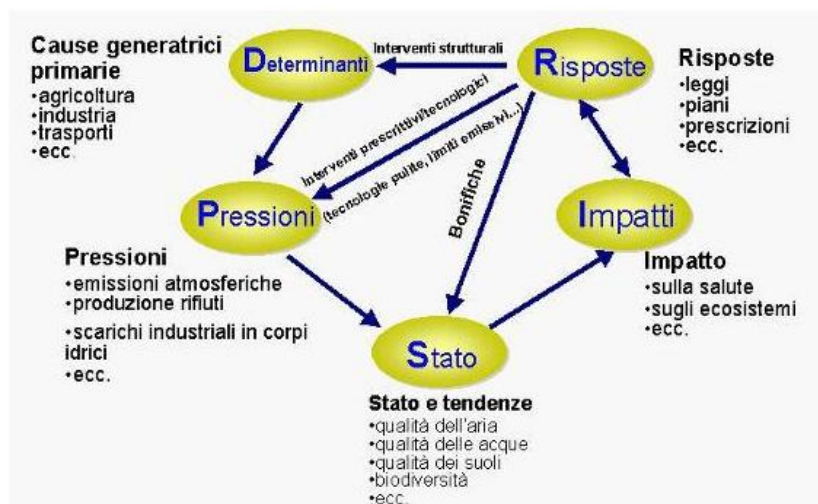 Cause generatrici
primarie
•agricoltura
•industria
•trasporti
•ecc.
Determinanti
Interventi strutturali
Risposte
Risposte
•leggi
•piani
•prescrizioni
•ecc.
Interventi prescrittivi/tecnologici
(tecnologie pulite, limiti emissivi...)
Bonifiche
Pressioni
Impatti
Pressioni
•emissioni atmosferiche
•produzione rifiuti
•scarichi industriali in corpi
idrici
•ecc.
Impatto
•sulla salute
•sugli ecosistemi
•ecc.
Stato
Stato e tendenze
•qualità dell'aria
•qualità delle acque
•qualità dei suoli
•biodiversità
•ecc.